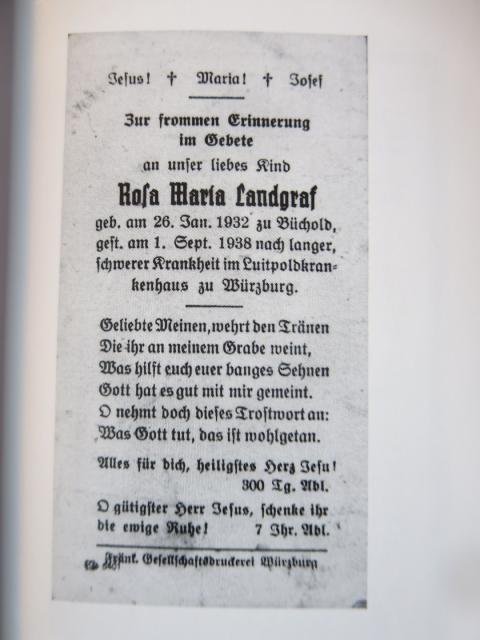 Jesus! ✝ Maria! ✝ Josef
Zur frommen Erinnerung
im Gebete
an unser liebes Kind
Rosa Maria Landgraf
geb. am 26. Jan. 1932 zu Büchold,
gest. am 1. Sept. 1938 nach langer,
schwerer Krankheit im Luitpoldkran-
kenhaus zu Würzburg.
Geliebte Meinen, wehrt den Tränen
Die ihr an meinem Grabe weint,
Was hilft euch euer banges Sehnen
Gott hat es gut mit mir gemeint.
O nehmt doch dieses Trostwort an:
Was Gott tut, das ist wohlgetan.
Alles für dich, heiligstes Herz Jesu!
300 Tg. Abl.
O gütigster Herr Jesus, schenke ihr
die ewige Ruhe! 7 Jhr. Abl.
Fränk. Gesellschaftsdruckerei Würzburg